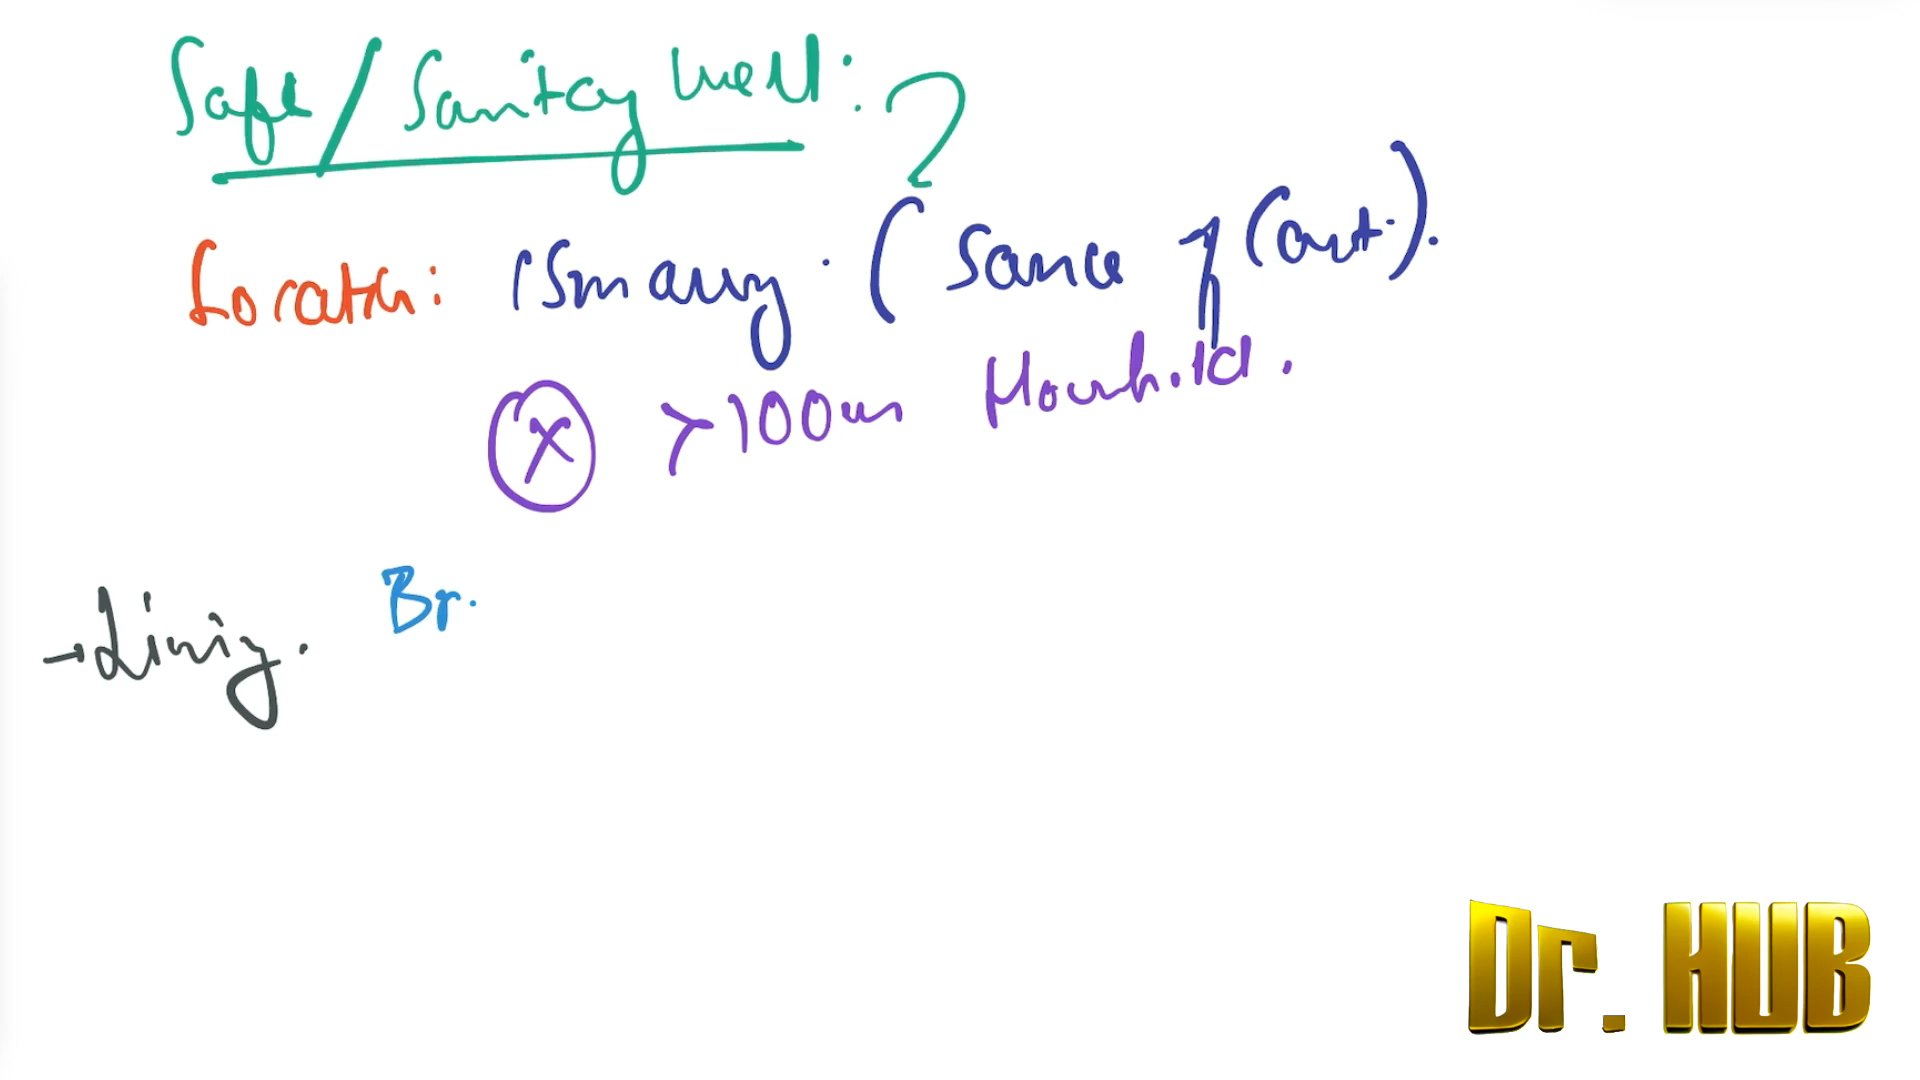 Safe/Sanitary well: ?
Location: 15m away. (Source of Cont.).
X >100m Household.
→ Lining. Br.
Dr. HUB